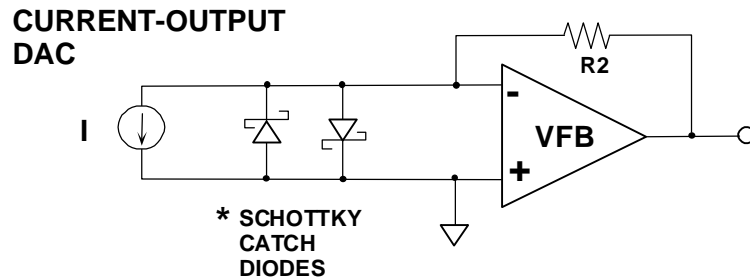 CURRENT-OUTPUT
DAC
R2
I
-
VFB
+
* SCHOTTKY
CATCH
DIODES